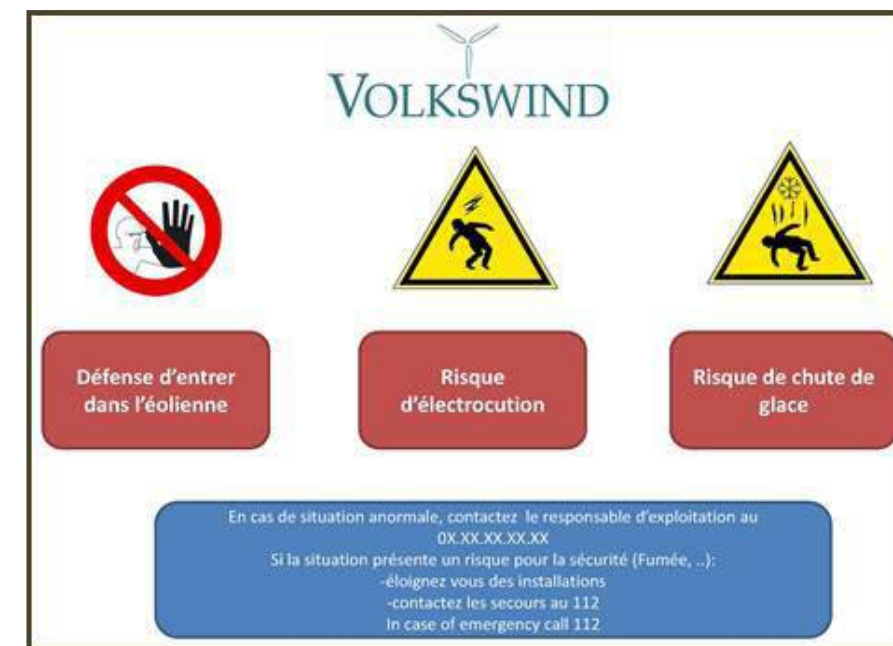 VOLKSWIND
Défense d'entrer
dans l'éolienne
Risque
d'électrocution
Risque de chute de
glace
En cas de situation anormale, contactez le responsable d'exploitation au
0X.XX.XX.XX.XX
Si la situation présente un risque pour la sécurité (Fumée, ..):
-éloignez vous des installations
-contactez les secours au 112
In case of emergency call 112